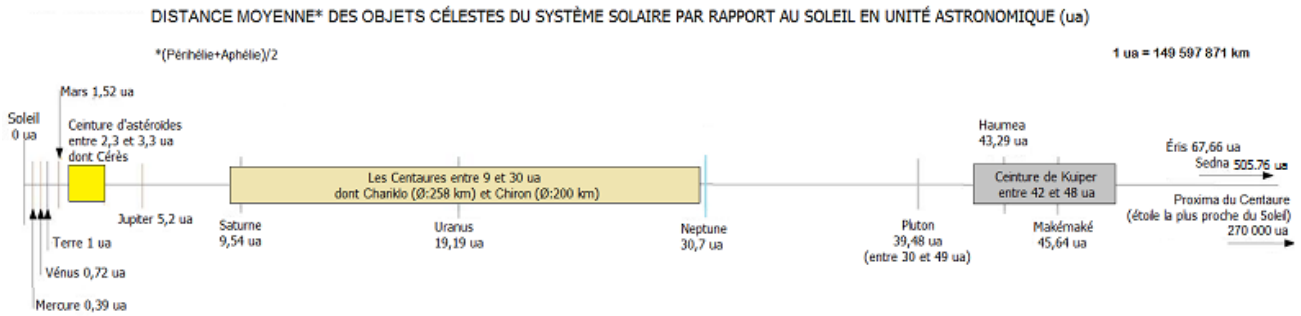 DISTANCE MOYENNE* DES OBJETS CÉLESTES DU SYSTÈME SOLAIRE PAR RAPPORT AU SOLEIL EN UNITÉ ASTRONOMIQUE (ua)
*(Périhélie+Aphélie)/2
1 ua = 149 597 871 km
Mars 1,52 ua
Soleil
0 ua
Ceinture d'astéroïdes
entre 2,3 et 3,3 ua
dont Cérès
Jupiter 5,2 ua
Terre 1 ua
Vénus 0,72 ua
Mercure 0,39 ua
Les Centaures entre 9 et 30 ua
dont Chariklo (Ø:258 km) et Chiron (Ø:200 km)
Saturne
9,54 ua
Uranus
19,19 ua
Neptune
30,7 ua
Pluton
39,48 ua
(entre 30 et 49 ua)
Haumea
43,29 ua
Ceinture de Kuiper
entre 42 et 48 ua
Makémaké
45,64 ua
Éris 67,66 ua
Sedna 505.76 ua
Proxima du Centaure
(étoile la plus proche du Soleil)
270 000 ua